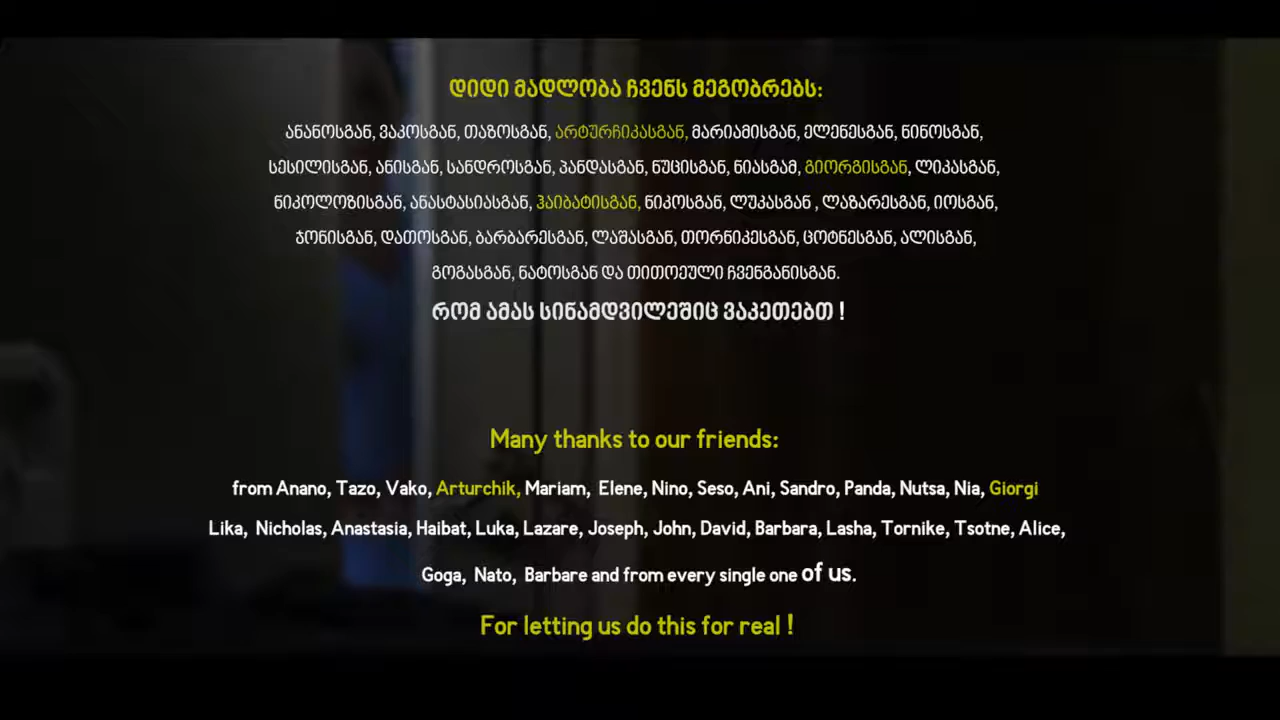 დიდი მადლობა ჩვენს მეგობრებს:
ანანოსგან, ვაკოსგან, თაზოსგან, არტურჩიკასგან, მარიამისგან, ელენესგან, ნინოსგან,
სესილისგან, ანისგან, სანდროსგან, პანდასგან, ნუცისგან, ნიასგამ, გიორგისგან, ლიკასგან,
ნიკოლოზისგან, ანასტასიასგან, ჰაიბატისგან, ნიკოსგან, ლუკასგან , ლაზარესგან, იოსგან,
ჯონისგან, დათოსგან, ბარბარესგან, ლაშასგან, თორნიკესგან, ცოტნესგან, ალისგან,
გოგასგან, ნატოსგან და თითოეული ჩვენგანისგან.
რომ ამას სინამდვილეშიც ვაკეთებთ !
Many thanks to our friends:
from Anano, Tazo, Vako, Arturchik, Mariam, Elene, Nino, Seso, Ani, Sandro, Panda, Nutsa, Nia, Giorgi
Lika, Nicholas, Anastasia, Haibat, Luka, Lazare, Joseph, John, David, Barbara, Lasha, Tornike, Tsotne, Alice,
Goga, Nato, Barbare and from every single one of us.
For letting us do this for real !